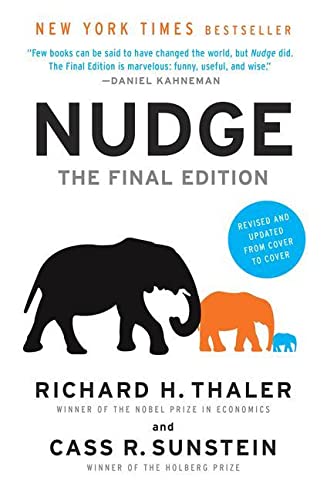 NEW YORK TIMES BESTSELLER
“Few books can be said to have changed the world, but Nudge did.
The Final Edition is marvelous: funny, useful, and wise.”
—DANIEL KAHNEMAN
NUDGE
THE FINAL EDITION
REVISED AND
UPDATED
FROM COVER
TO COVER
RICHARD H. THALER
WINNER OF THE NOBEL PRIZE IN ECONOMICS
and
CASS R. SUNSTEIN
WINNER OF THE HOLBERG PRIZE